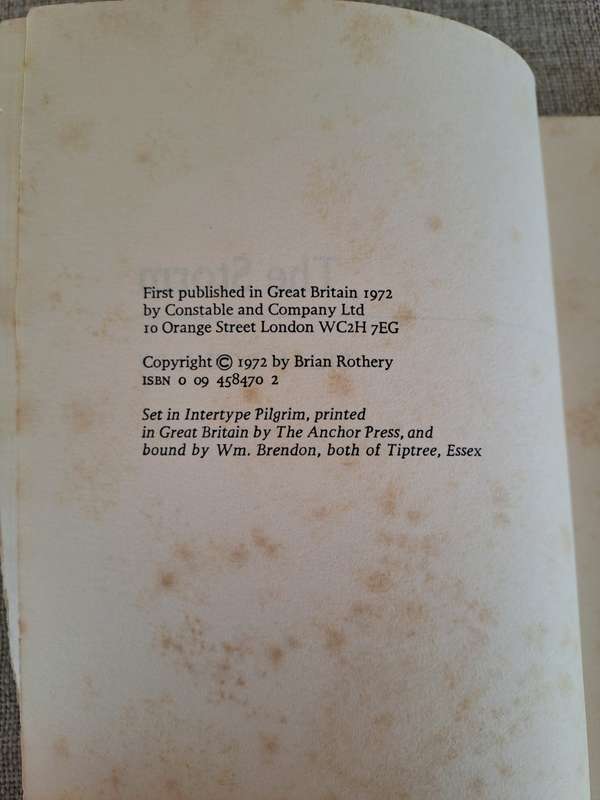 The Storm
First published in Great Britain 1972
by Constable and Company Ltd
10 Orange Street London WC2H 7EG
Copyright © 1972 by Brian Rothery
ISBN 0 09 458470 2
Set in Intertype Pilgrim, printed
in Great Britain by The Anchor Press, and
bound by Wm. Brendon, both of Tiptree, Essex